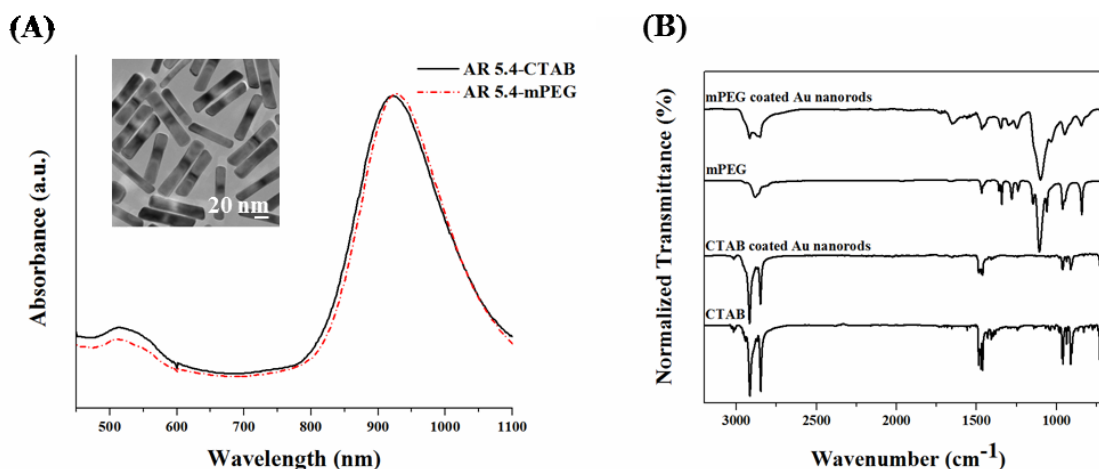 (A)
AR 5.4-CTAB
AR 5.4-mPEG
20 nm
Absorbance (a.u.)
500 600 700 800 900 1000 1100
Wavelength (nm)
(B)
mPEG coated Au nanorods
mPEG
CTAB coated Au nanorods
CTAB
Normalized Transmittance (%)
3000 2500 2000 1500 1000
Wavenumber (cm⁻¹)